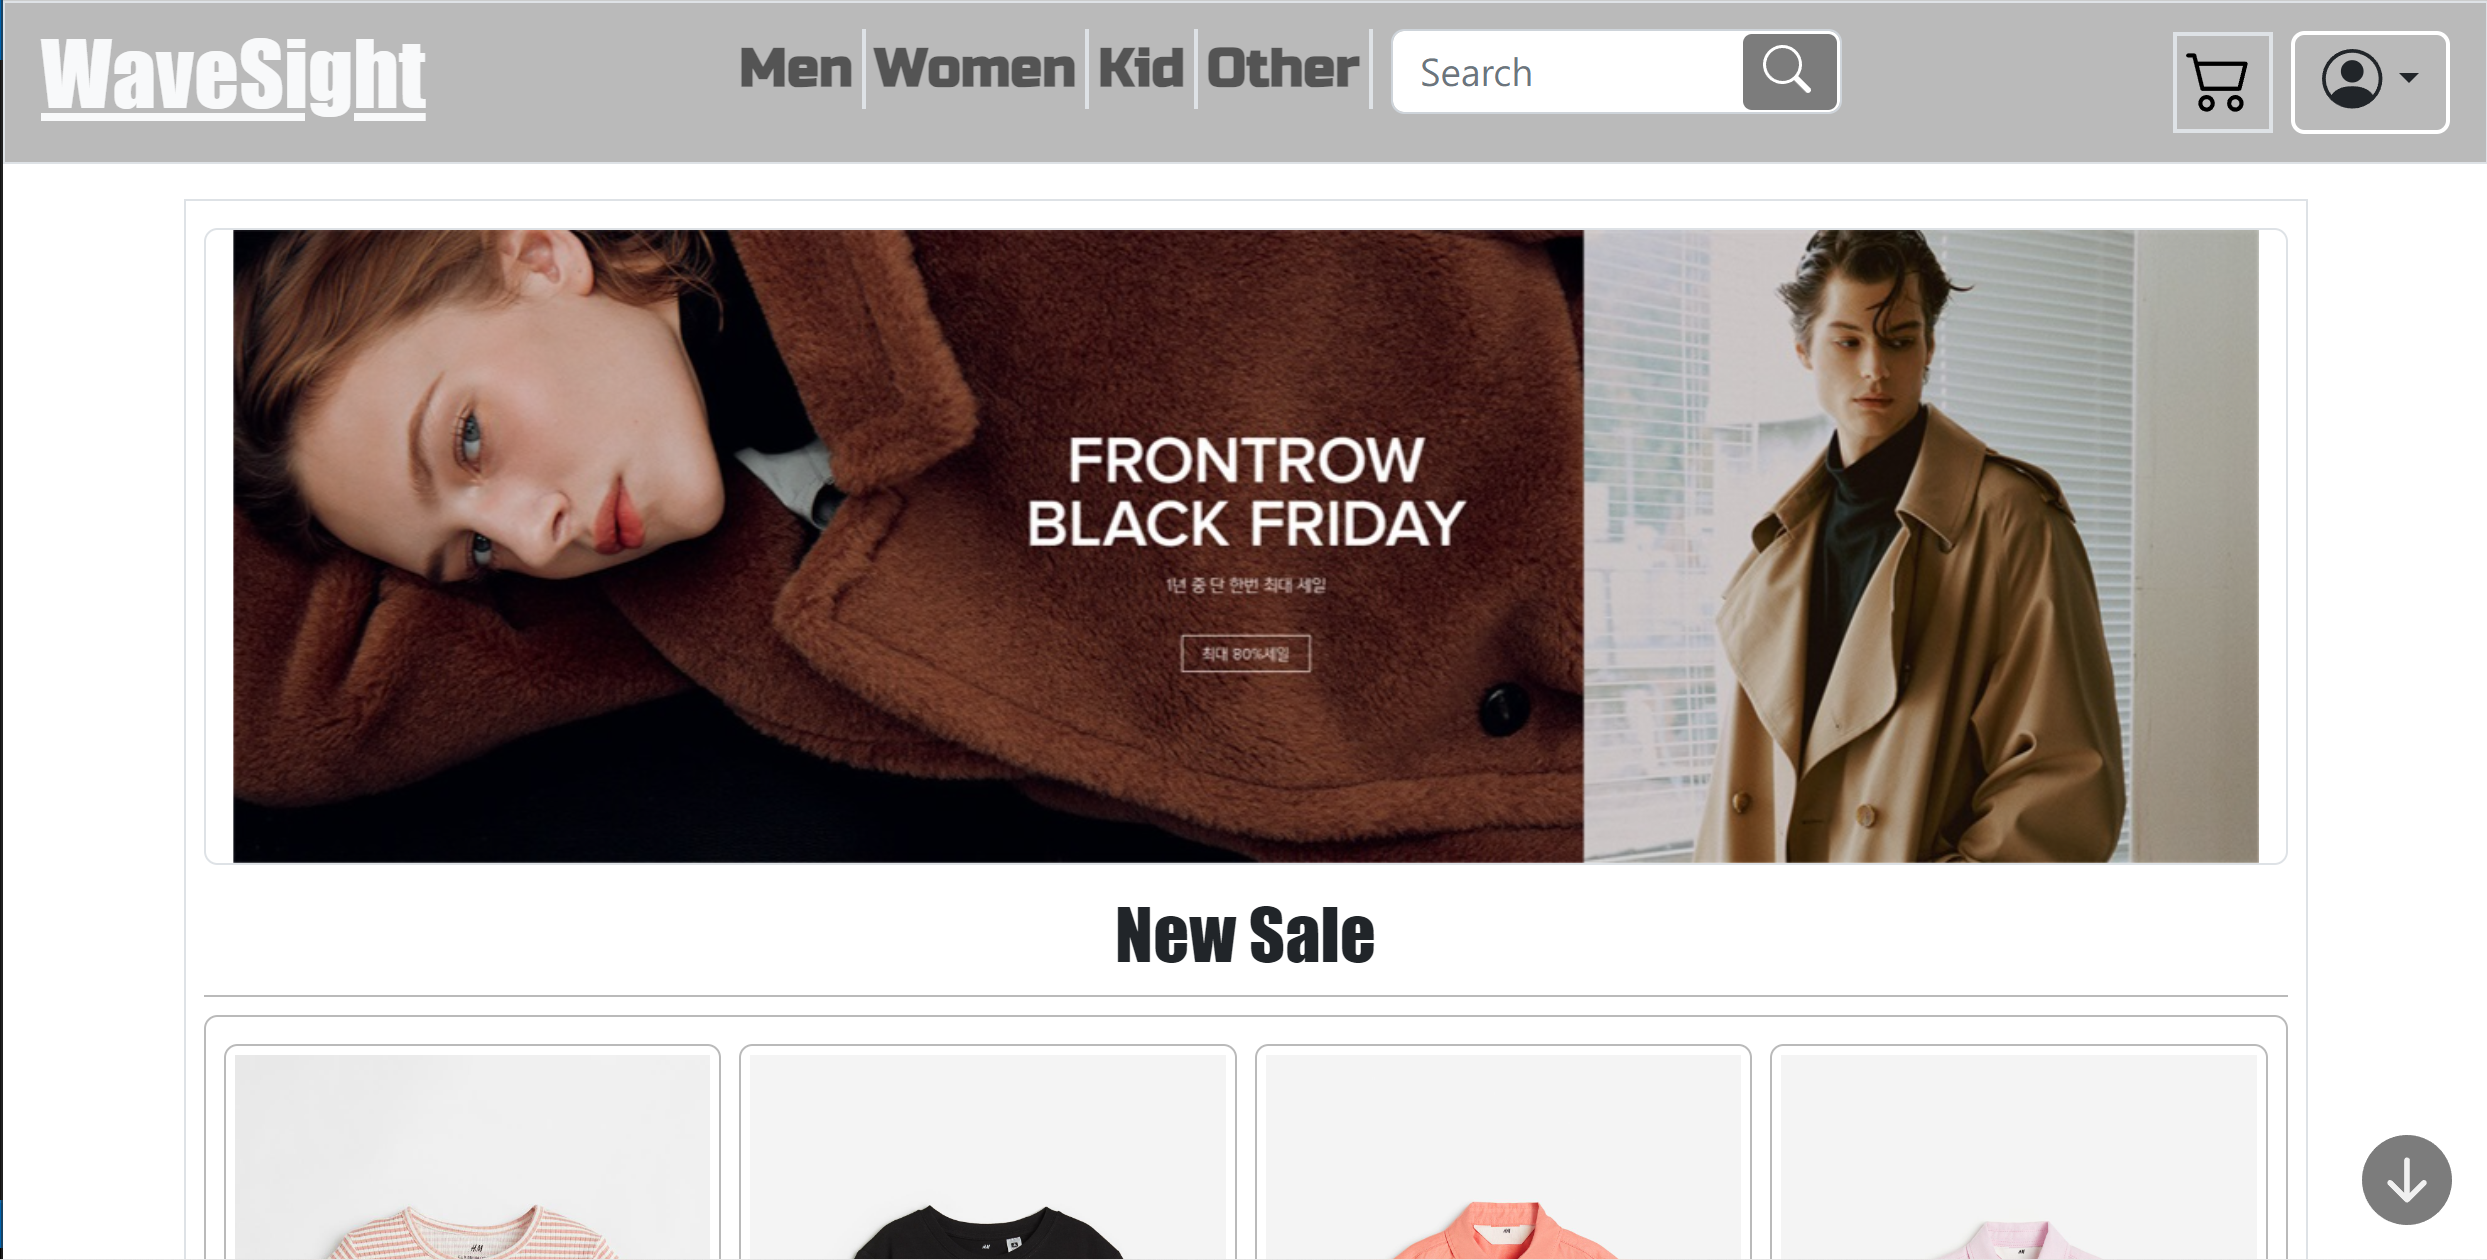 WaveSight
Men
Women
Kid
Other
Search
FRONTROW
BLACK FRIDAY
1년 중 단 한번 최대 세일
최대 80%세일
New Sale
H&M